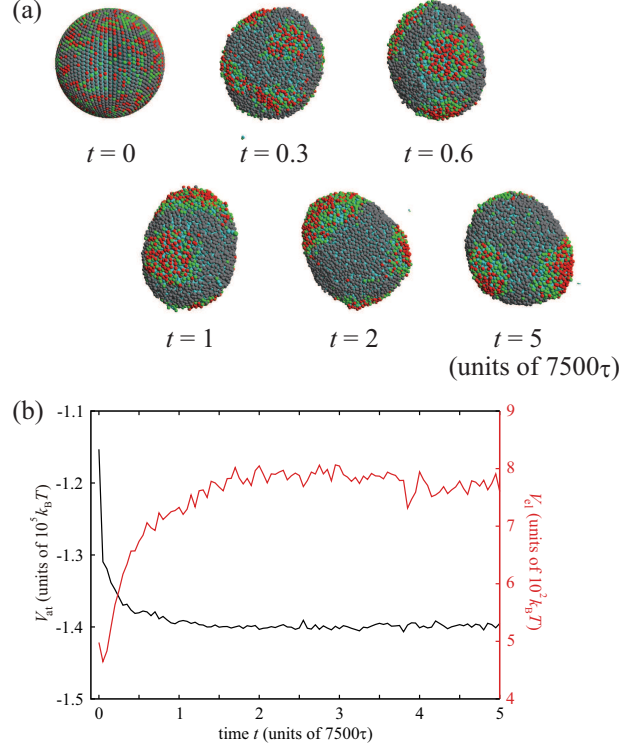 (a)
t = 0
t = 0.3
t = 0.6
t = 1
t = 2
t = 5
(units of 7500τ)
(b)
-1.1
-1.2
-1.3
-1.4
-1.5
V_at (units of 10^5 k_BT)
9
8
7
6
5
4
V_el (units of 10^2 k_BT)
0
1
2
3
4
5
time t (units of 7500τ)